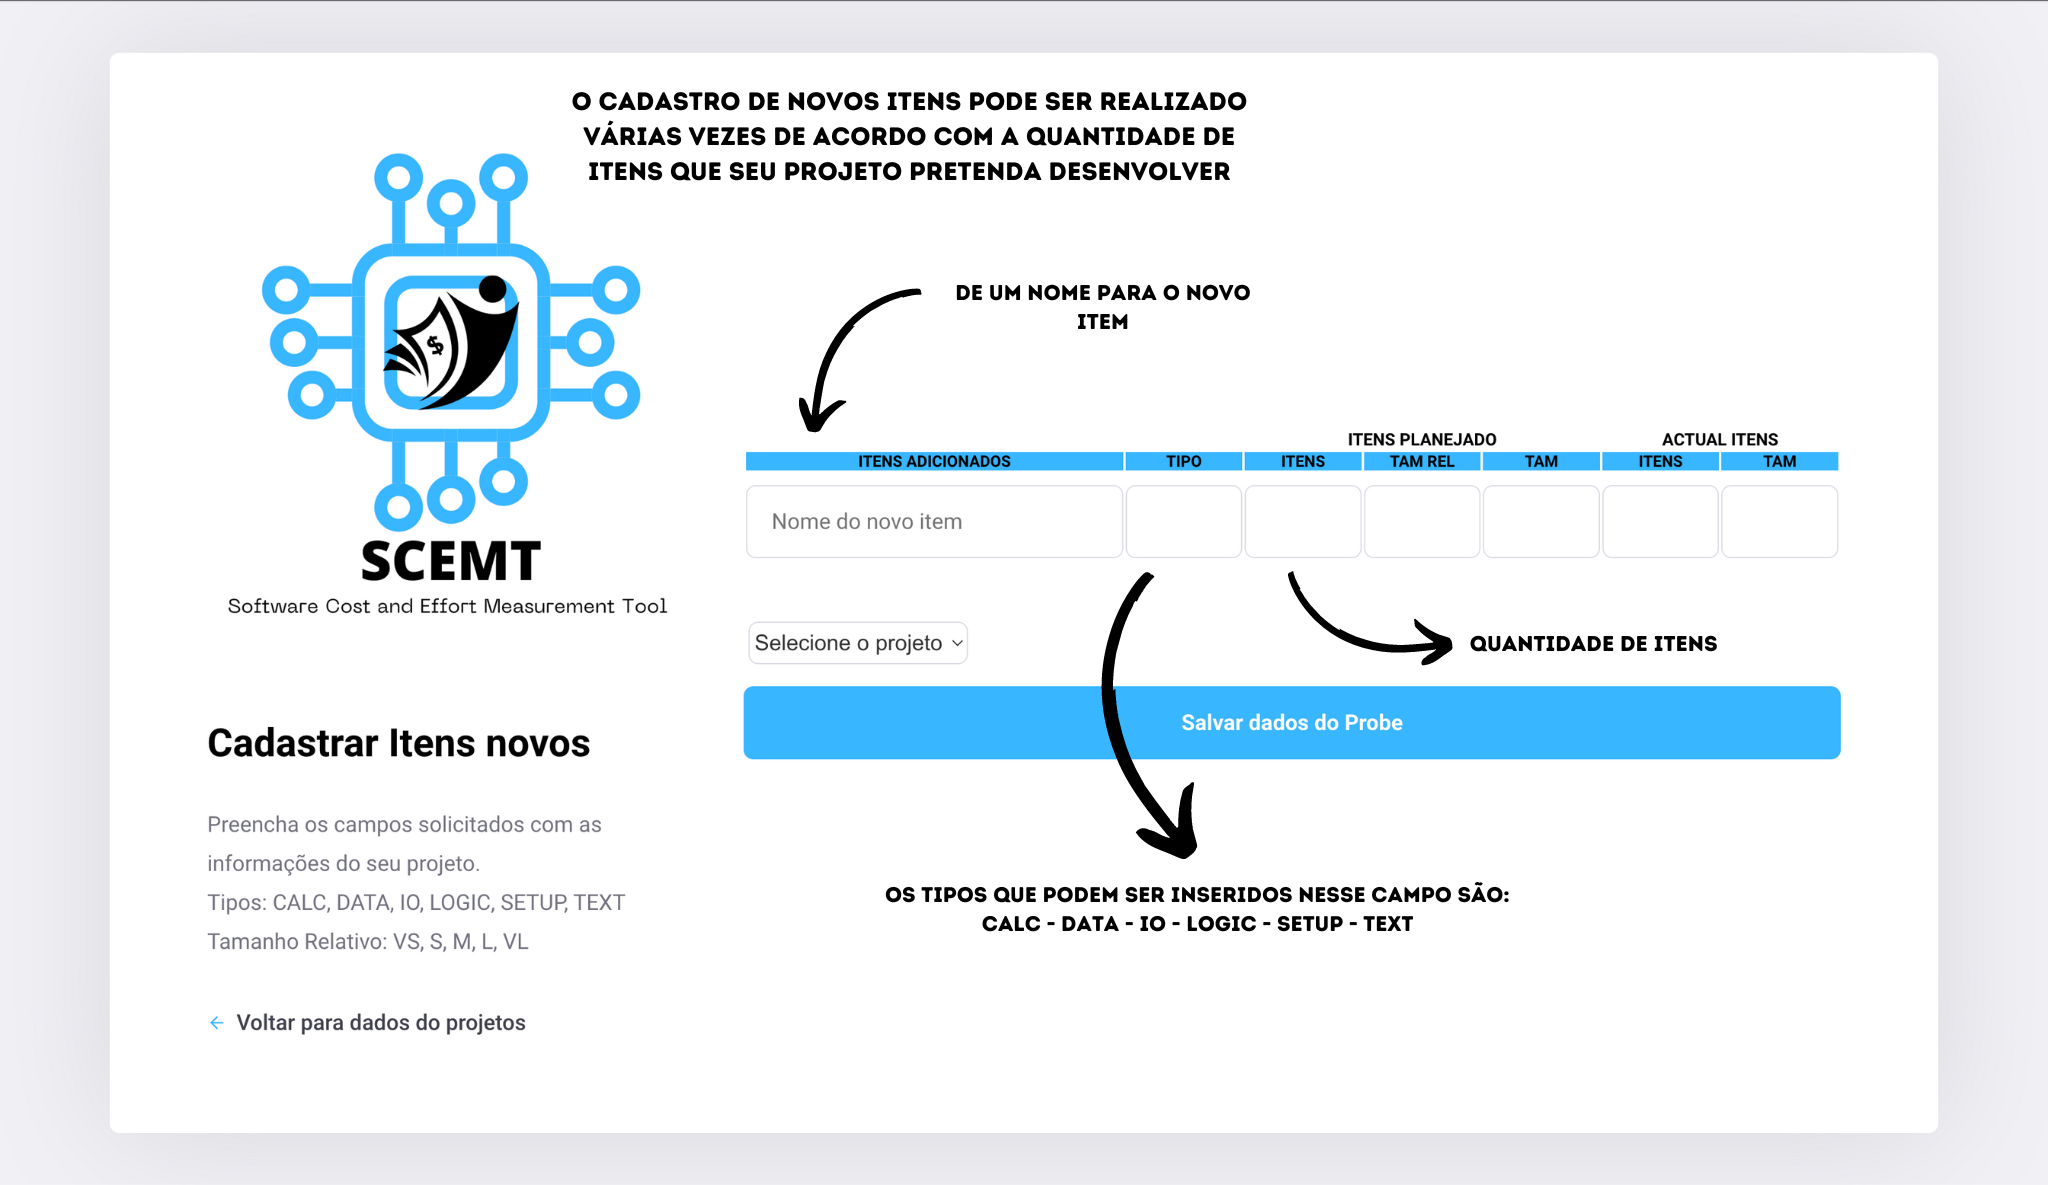 O CADASTRO DE NOVOS ITENS PODE SER REALIZADO
VÁRIAS VEZES DE ACORDO COM A QUANTIDADE DE
ITENS QUE SEU PROJETO PRETENDA DESENVOLVER
$
SCEMT
Software Cost and Effort Measurement Tool
Cadastrar Itens novos
Preencha os campos solicitados com as
informações do seu projeto.
Tipos: CALC, DATA, IO, LOGIC, SETUP, TEXT
Tamanho Relativo: VS, S, M, L, VL
Voltar para dados do projetos
DE UM NOME PARA O NOVO
ITEM
ITENS PLANEJADO ACTUAL ITENS
ITENS ADICIONADOS TIPO ITENS TAM REL TAM ITENS TAM
Nome do novo item
Selecione o projeto
QUANTIDADE DE ITENS
Salvar dados do Probe
OS TIPOS QUE PODEM SER INSERIDOS NESSE CAMPO SÃO:
CALC - DATA - IO - LOGIC - SETUP - TEXT